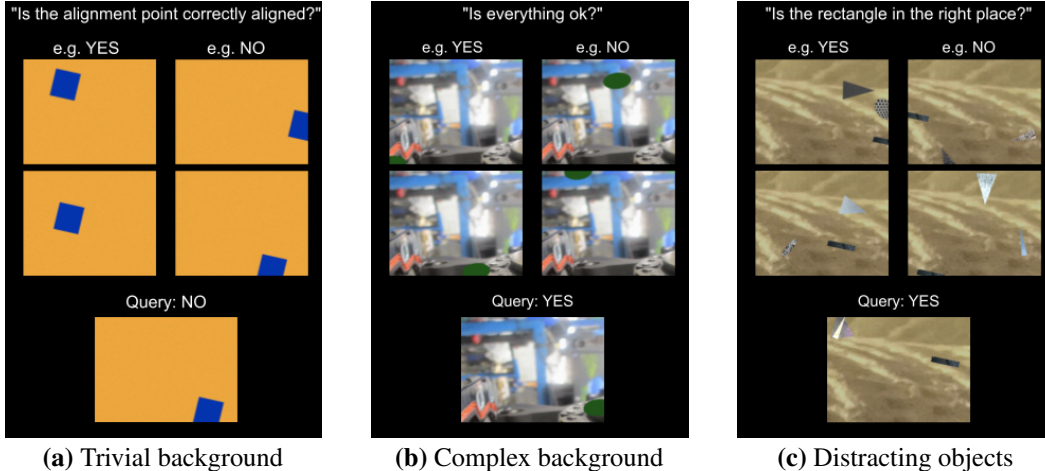 "Is the alignment point correctly aligned?"
e.g. YES
e.g. NO
Query: NO
(a) Trivial background
"Is everything ok?"
e.g. YES
e.g. NO
Query: YES
(b) Complex background
"Is the rectangle in the right place?"
e.g. YES
e.g. NO
Query: YES
(c) Distracting objects